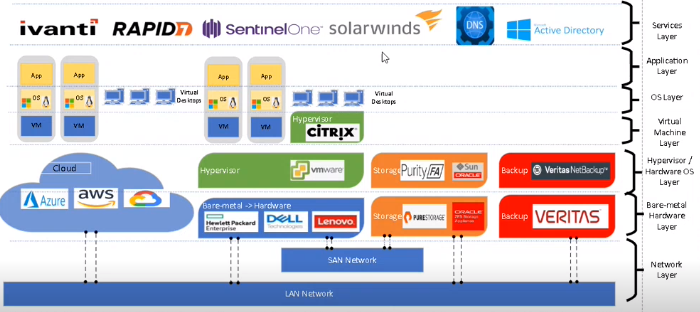 ivanti RAPID7 SentinelOne solarwinds DNS Microsoft Active Directory
Services Layer
App App App App
Application Layer
OS OS Virtual Desktops OS OS Virtual Desktops
OS Layer
VM VM VM VM
Hypervisor
CiTRIX
Virtual Machine Layer
Cloud
Azure aws
Hypervisor vmware
Storage Purity FA Sun ORACLE
Backup Veritas NetBackup™
Hypervisor / Hardware OS Layer
Bare-metal -> Hardware
Hewlett Packard Enterprise DELL Technologies Lenovo
Storage PURESTORAGE ORACLE
Backup VERITAS
Bare-metal Hardware Layer
SAN Network
LAN Network
Network Layer